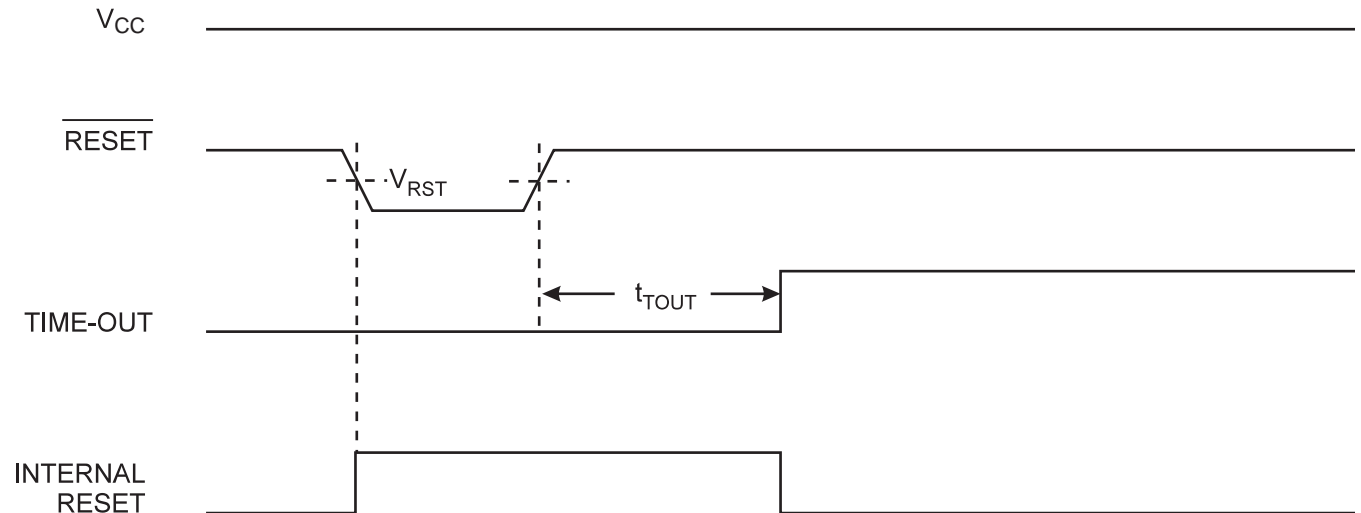 VCC
RESET
VRST
tTOUT
TIME-OUT
INTERNAL
RESET